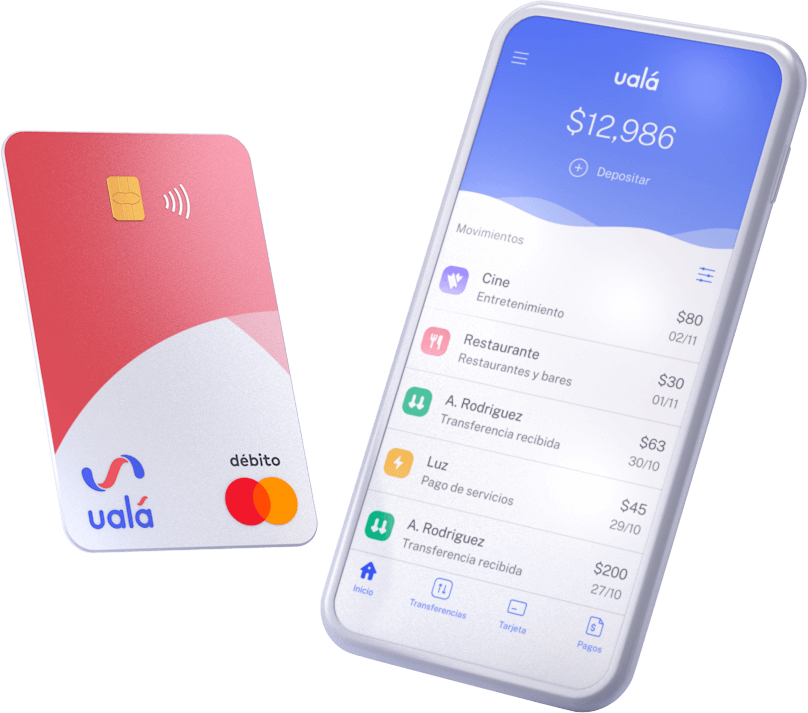 débito
ualá
ualá
$12,986
Depositar
Movimientos
Cine
Entretenimiento
$80
02/11
Restaurante
Restaurantes y bares
$30
01/11
A. Rodriguez
Transferencia recibida
$63
30/10
Luz
Pago de servicios
$45
29/10
A. Rodriguez
Transferencia recibida
$200
27/10
Inicio
Transferencias
Tarjeta
Pagos